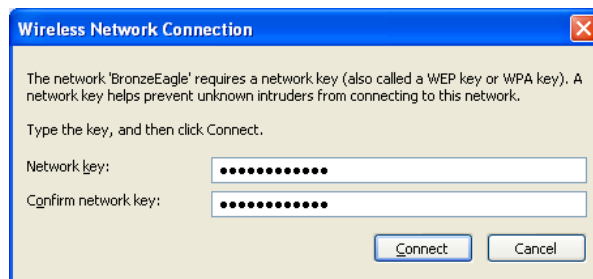 Wireless Network Connection
The network 'BronzeEagle' requires a network key (also called a WEP key or WPA key). A
network key helps prevent unknown intruders from connecting to this network.
Type the key, and then click Connect.
Network key: ••••••••••••
Confirm network key: ••••••••••••
Connect Cancel